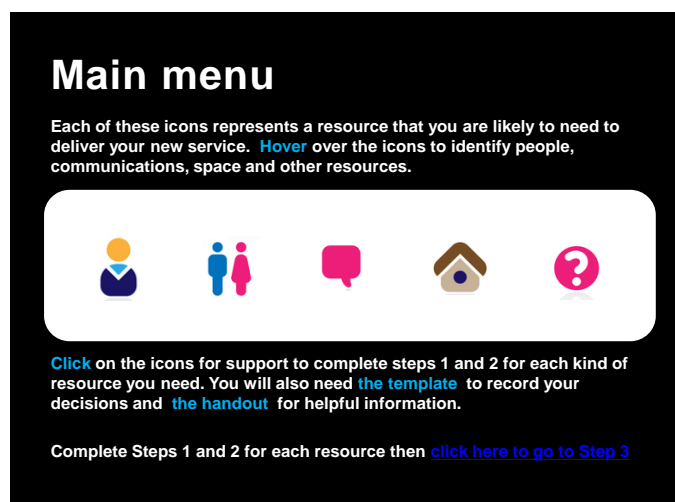 Main menu
Each of these icons represents a resource that you are likely to need to
deliver your new service. Hover over the icons to identify people,
communications, space and other resources.
?
Click on the icons for support to complete steps 1 and 2 for each kind of
resource you need. You will also need the template to record your
decisions and the handout for helpful information.
Complete Steps 1 and 2 for each resource then click here to go to Step 3